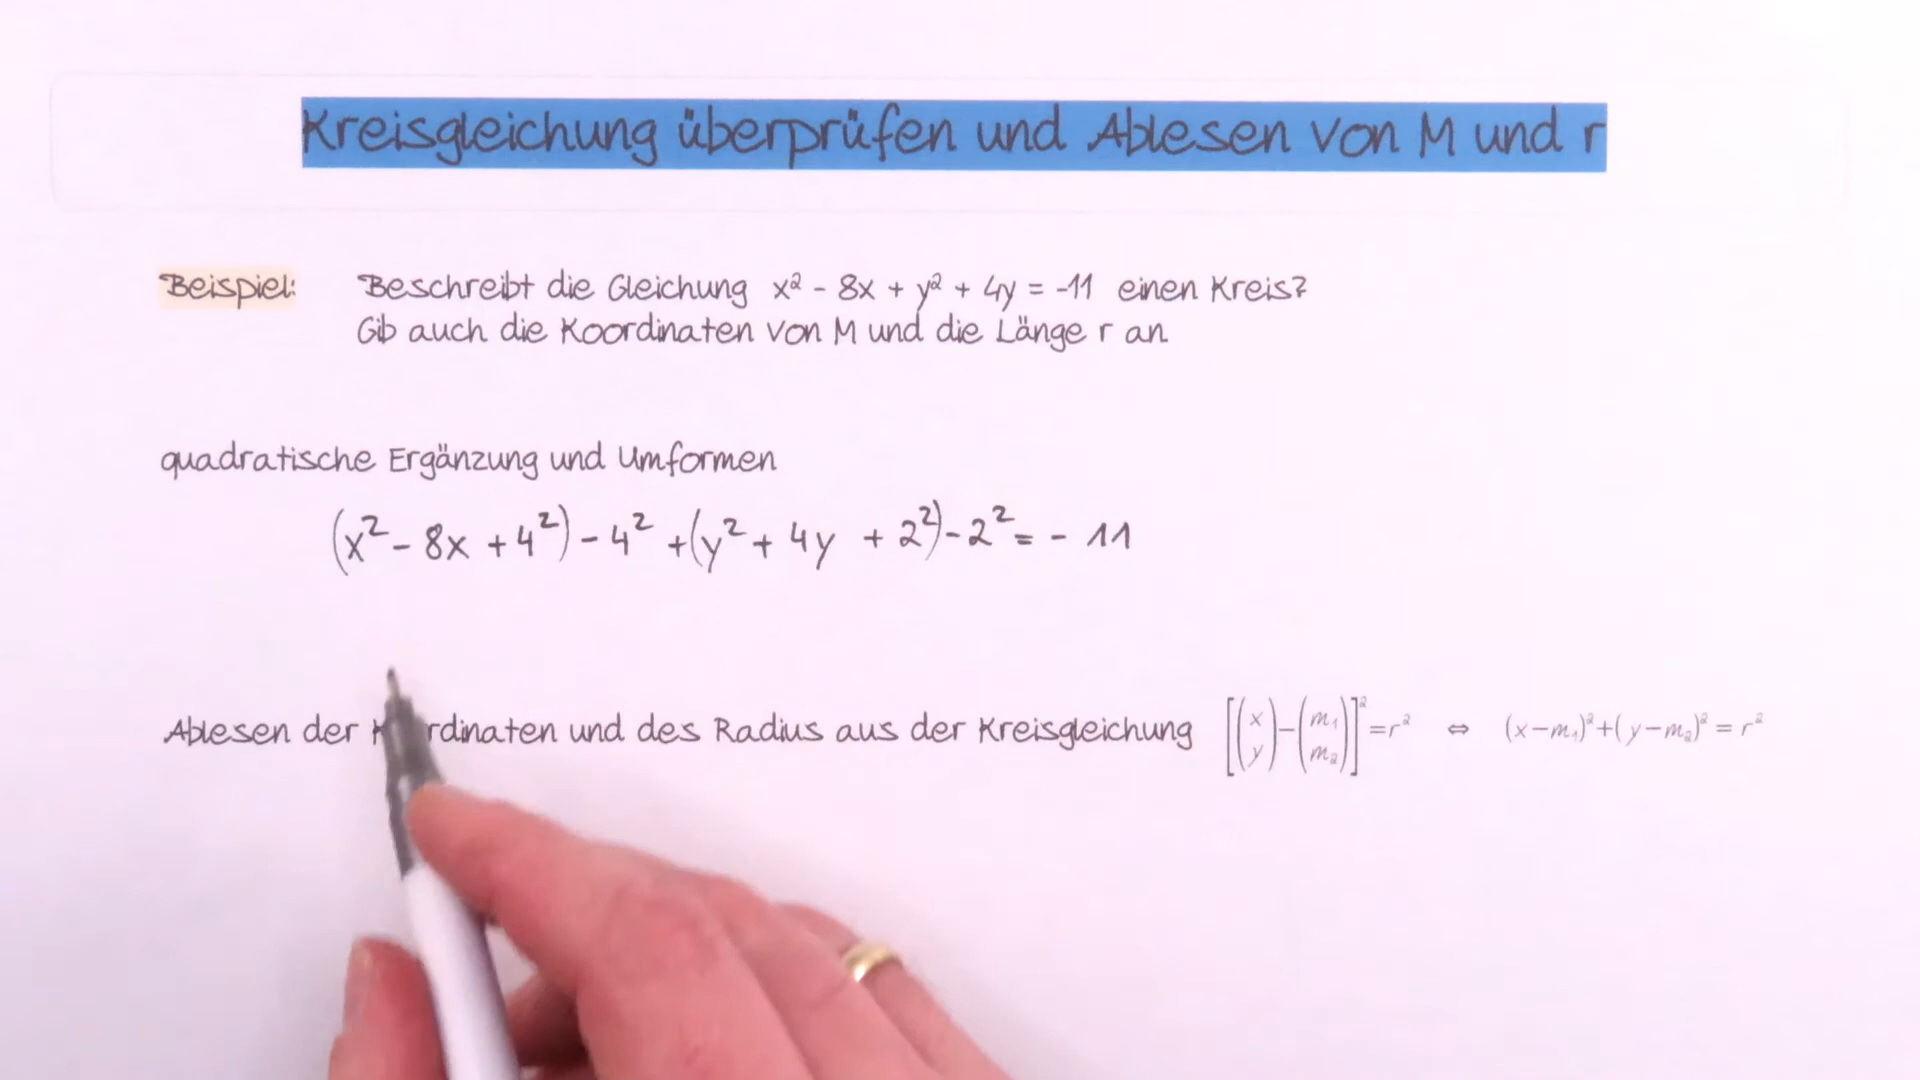 Kreisgleichung überprüfen und Ablesen von M und r
Beispiel: Beschreibt die Gleichung x² - 8x + y² + 4y = -11 einen Kreis?
Gib auch die Koordinaten von M und die Länge r an
quadratische Ergänzung und Umformen
(x² - 8x + 4²) - 4² + (y² + 4y + 2²) - 2² = - 11
Ablesen der und des Radius aus der Kreisgleichung [(x y) - (m₁ m₂)]² = r² ⇔ (x - m₁)² + (y - m₂)² = r²